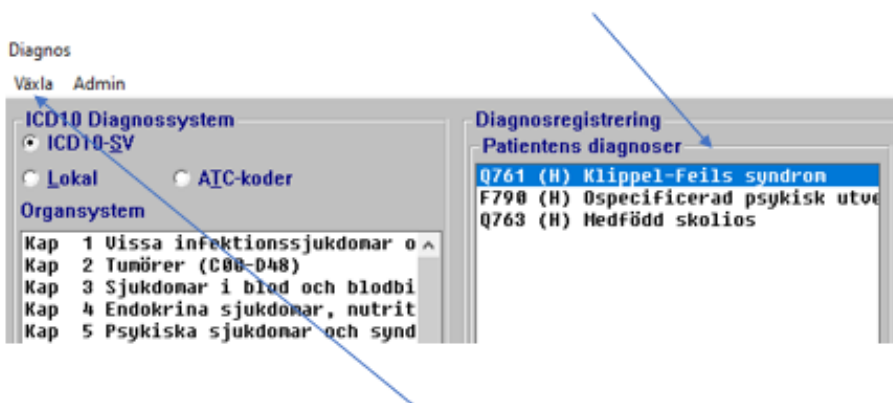 Diagnos
Växla Admin
ICD10 Diagnossystem
ICD10-SV
Lokal ATC-koder
Organsystem
Kap 1 Vissa infektionssjukdomar o
Kap 2 Tumörer (C00-D48)
Kap 3 Sjukdomar i blod och blodbi
Kap 4 Endokrina sjukdomar, nutrit
Kap 5 Psykiska sjukdomar och synd
Diagnosregistrering
Patientens diagnoser
Q761 (H) Klippel-Feils syndrom
F790 (H) Ospecificerad psykisk utve
Q763 (H) Medfödd skolios